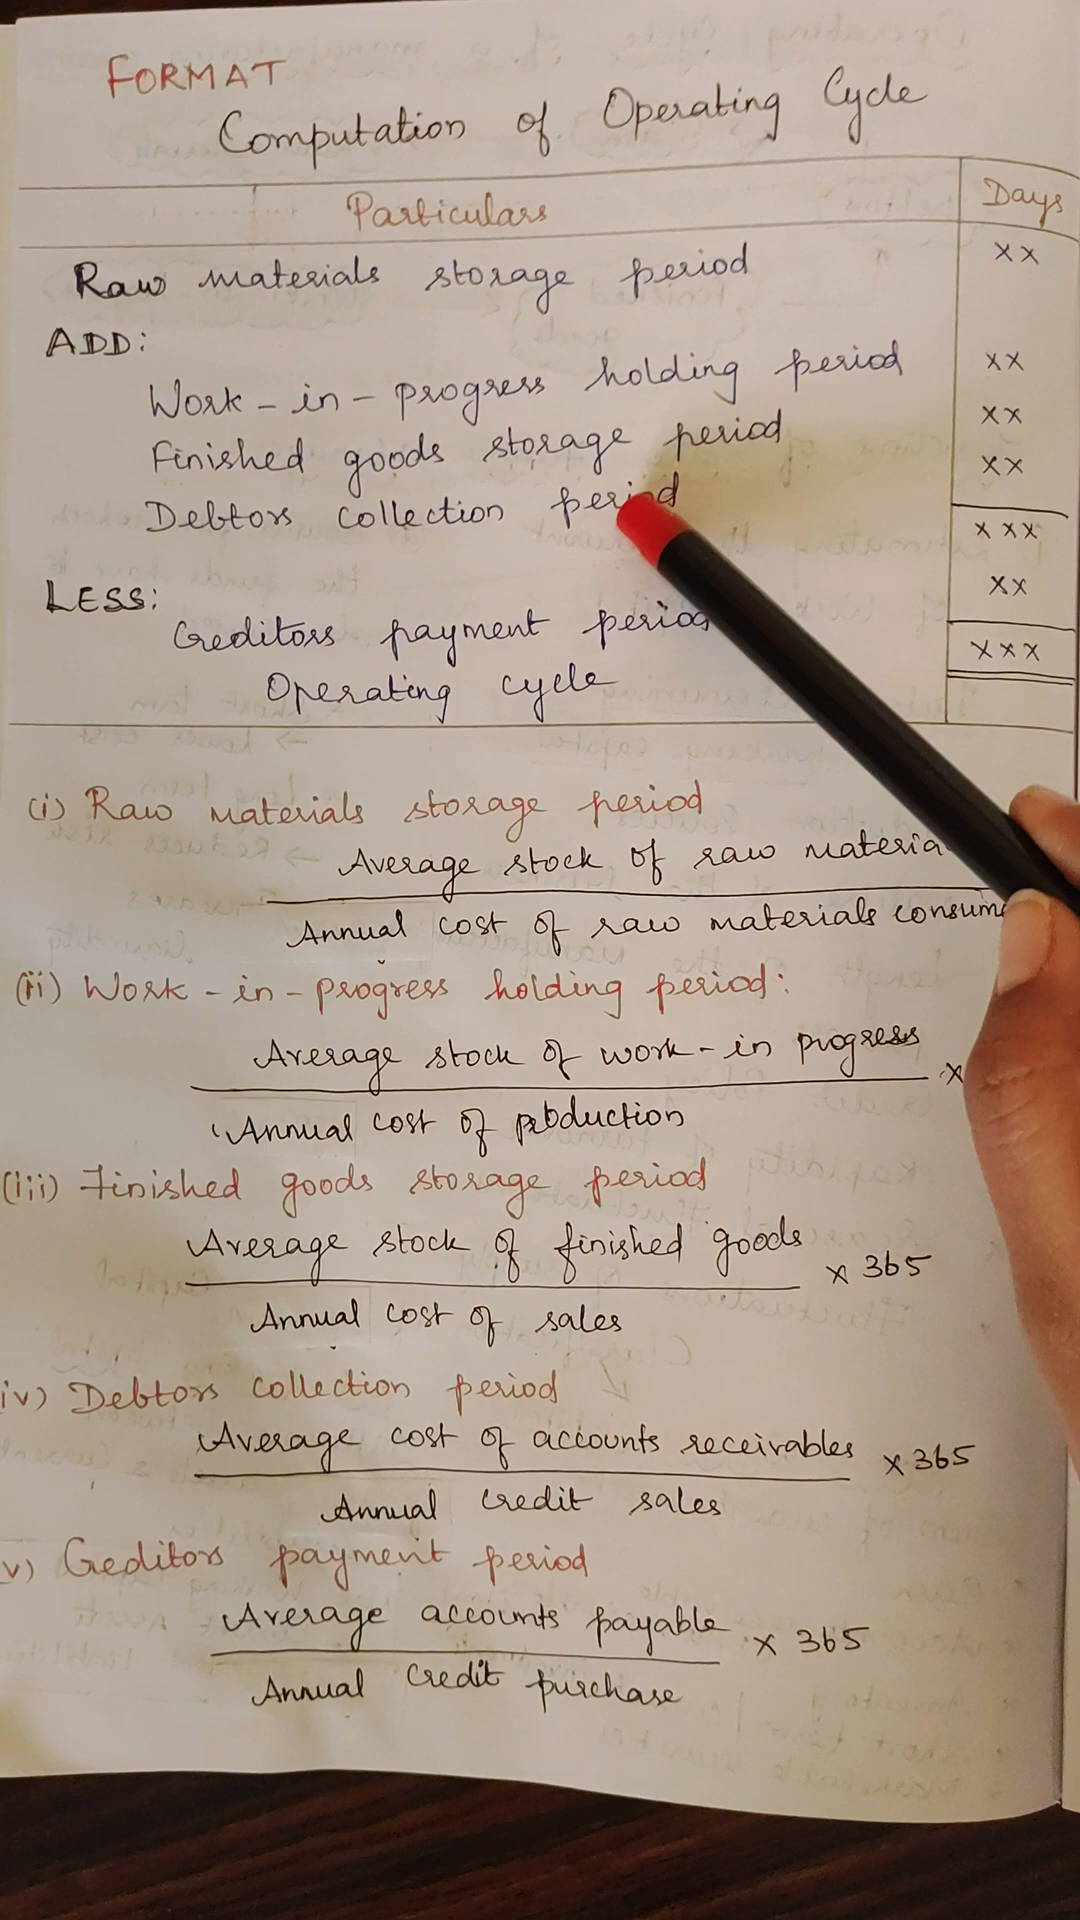 FORMAT
Computation of Operating Cycle
Particulars Days
Raw materials storage period xx
ADD:
Work-in-progress holding period xx
Finished goods storage period xx
Debtors collection period xx
xxx
LESS:
Creditors payment period xx
Operating cycle xxx
(i) Raw materials storage period
Average stock of raw materia
Annual cost of raw materials consum
(ii) Work-in-progress holding period:
Average stock of work-in progress
x
Annual cost of production
(iii) Finished goods storage period
Average stock of finished goods
x 365
Annual cost of sales
iv) Debtors collection period
Average cost of accounts receivables
x 365
Annual credit sales
v) Creditors payment period
Average accounts payable
x 365
Annual credit purchase